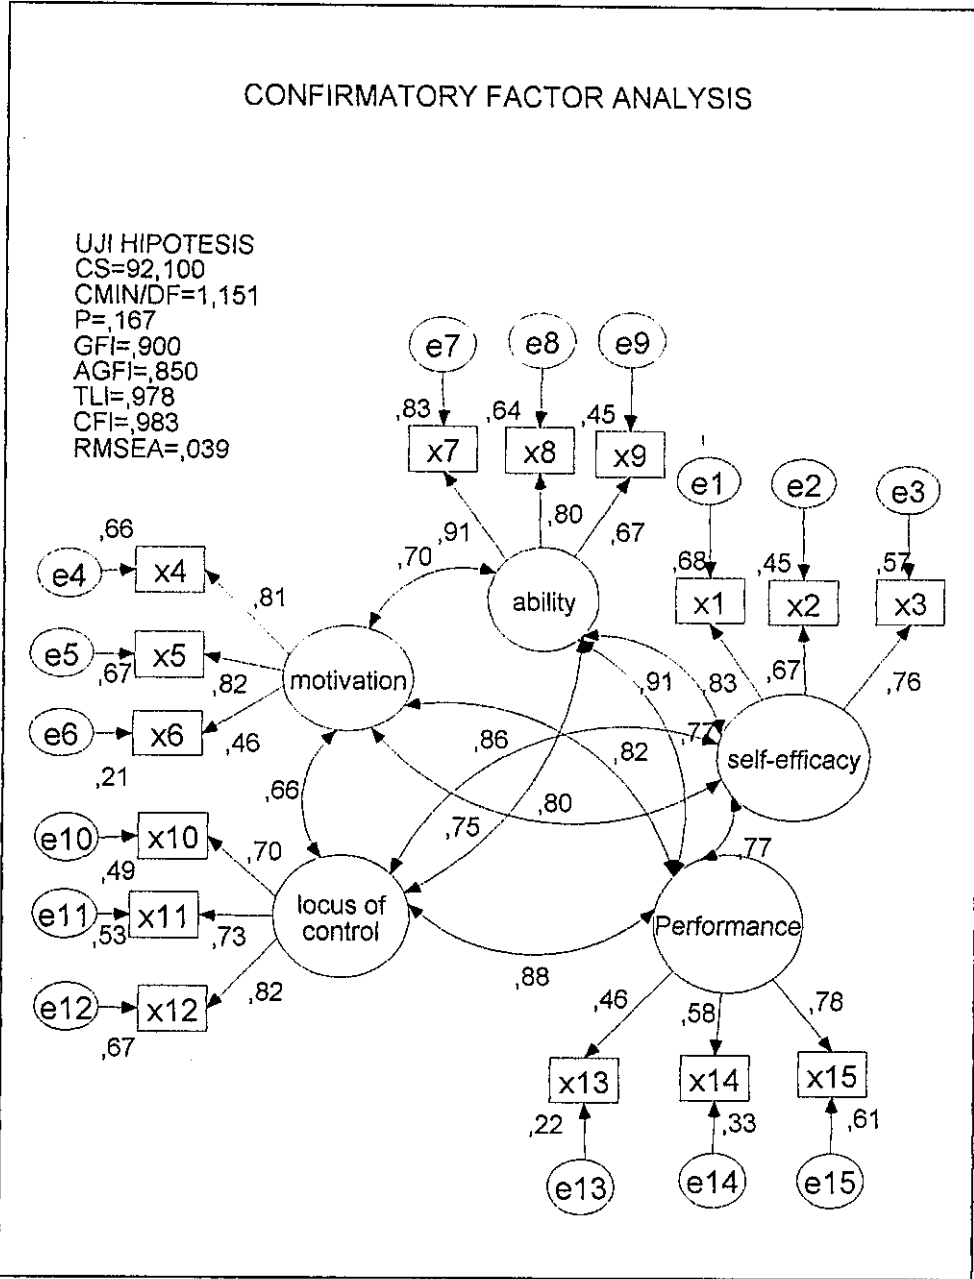 CONFIRMATORY FACTOR ANALYSIS
UJI HIPOTESIS
CS=92,100
CMIN/DF=1,151
P=,167
GFI=,900
AGFI=,850
TLI=,978
CFI=,983
RMSEA=,039
e7
e8
e9
,83
,64
,45
x7
x8
x9
e1
e2
e3
,91
,80
,67
,68
,45
,57
x1
x2
x3
,66
e4
x4
,81
,70
ability
e5
,67
x5
,82
motivation
,67
,76
,91
,83
e6
,21
x6
,46
,86
,82
,77
self-efficacy
,66
,75
,80
,77
e10
,49
x10
,70
e11
,53
x11
,73
locus of
control
Performance
e12
,67
x12
,82
,88
,46
,58
,78
x13
x14
x15
,22
,33
,61
e13
e14
e15